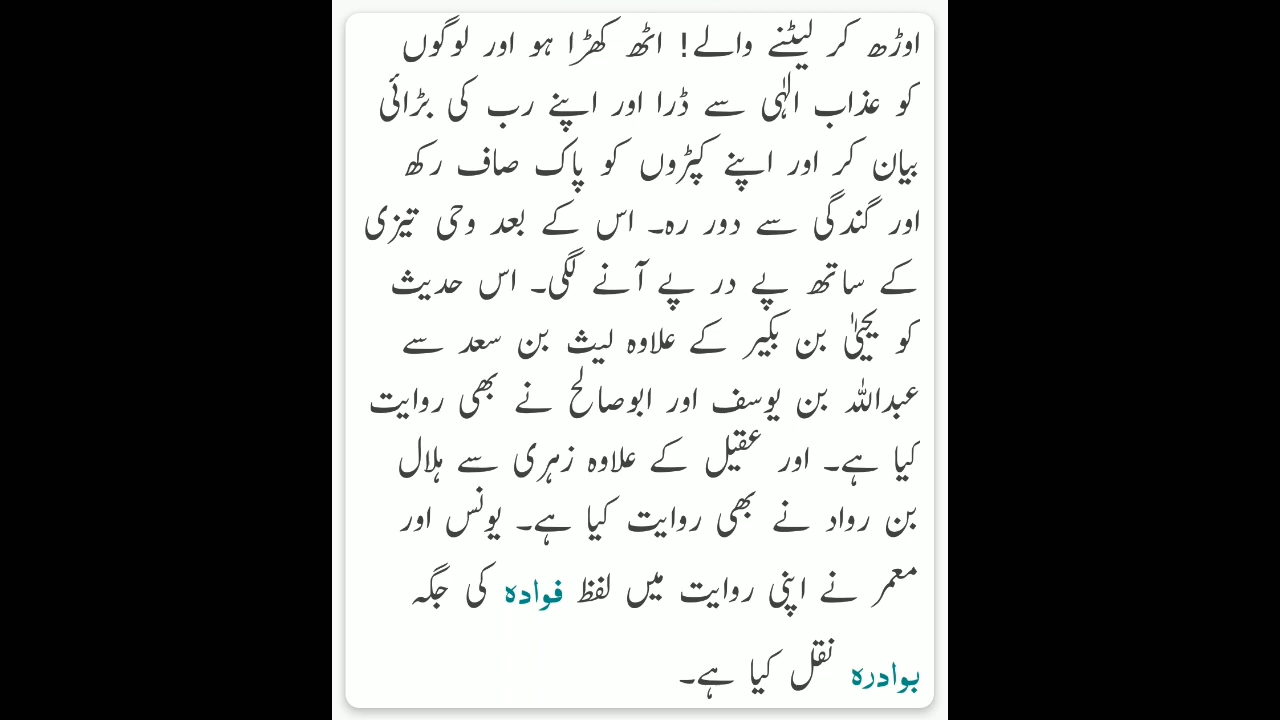 اوڑھ کر لیٹنے والے! اٹھ کھڑا ہو اور لوگوں
کو عذاب الٰہی سے ڈرا اور اپنے رب کی بڑائی
بیان کر اور اپنے کپڑوں کو پاک صاف رکھ
اور گندگی سے دور رہ۔ اس کے بعد وحی تیزی
کے ساتھ پے در پے آنے لگی۔ اس حدیث
کو یحییٰ بن بکیر کے علاوہ لیث بن سعد سے
عبداللہ بن یوسف اور ابوصالح نے بھی روایت
کیا ہے۔ اور عقیل کے علاوہ زہری سے ہلال
بن رواد نے بھی روایت کیا ہے۔ یونس اور
معمر نے اپنی روایت میں لفظ فوادہ کی جگہ
بوادرہ نقل کیا ہے۔